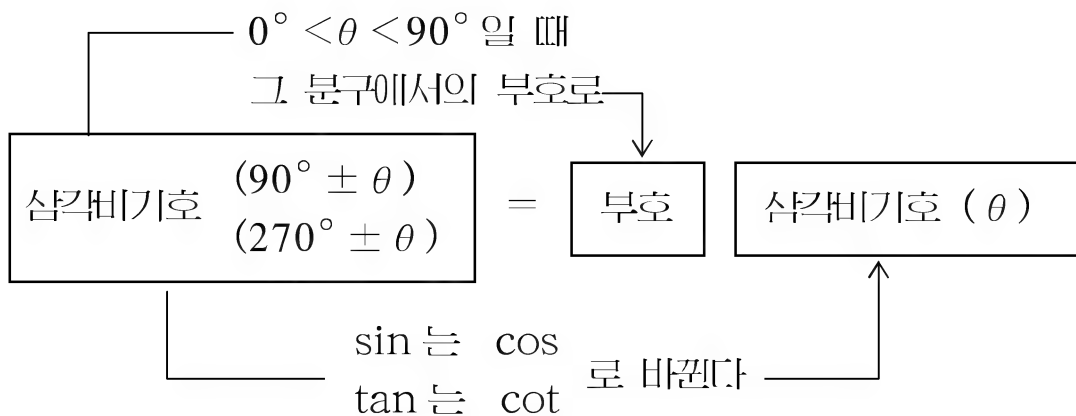 0° <θ <90° 일 때
그 분구에서의 부호로
삼각비기호 (90° ± θ)
(270° ± θ)
= 부호 삼각비기호 (θ)
sin 는 cos
tan 는 cot
로 바뀐다